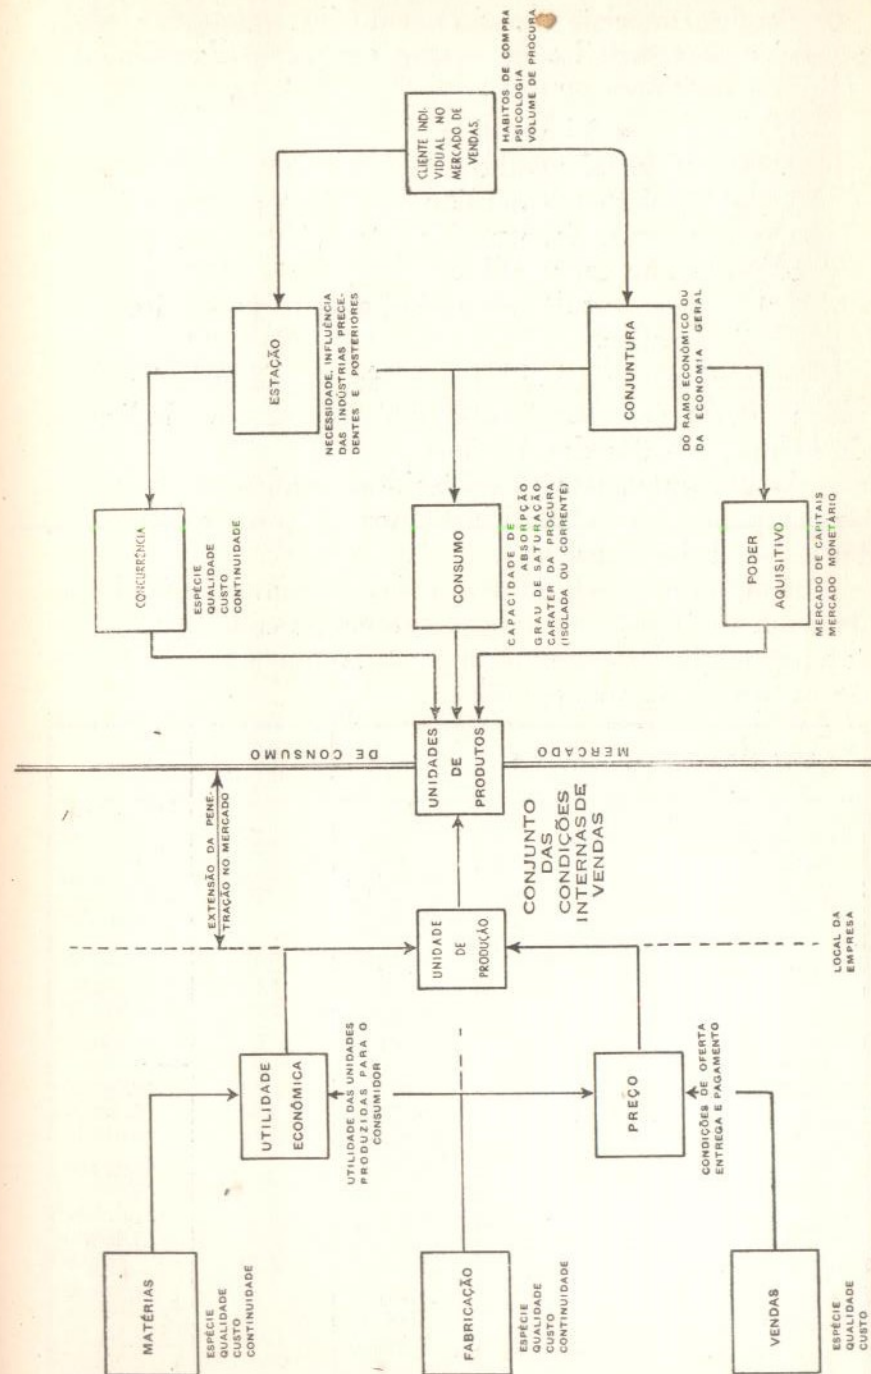 MATÉRIAS
ESPÉCIE
QUALIDADE
CUSTO
CONTINUIDADE
FABRICAÇÃO
ESPÉCIE
QUALIDADE
CUSTO
CONTINUIDADE
VENDAS
ESPÉCIE
QUALIDADE
CUSTO
UTILIDADE
ECONÔMICA
UTILIDADE DAS UNIDADES
PRODUZIDAS PARA O
CONSUMIDOR
PREÇO
CONDIÇÕES DE OFERTA
ENTREGA E PAGAMENTO
EXTENSÃO DA PENE-
TRAÇÃO NO MERCADO
UNIDADE
DE
PRODUÇÃO
LOCAL DA
EMPRESA
CONJUNTO
DAS
CONDIÇÕES
INTERNAS DE
VENDAS
UNIDADES
DE
PRODUTOS
MERCADO
DE CONSUMO
CONCURRENCIA
ESPÉCIE
QUALIDADE
CUSTO
CONTINUIDADE
CONSUMO
CAPACIDADE DE
ABSORPÇÃO
GRAU DE SATURAÇÃO
CARATER DA PROCURA
(ISOLADA OU CORRENTE)
PODER
AQUISITIVO
MERCADO DE CAPITAIS
MERCADO MONETÁRIO
ESTAÇÃO
NECESSIDADE, INFLUÊNCIA
DAS INDÚSTRIAS PRECE-
DENTES E POSTERIORES
CONJUNTURA
DO RAMO ECONÔMICO OU
DA ECONOMIA GERAL
CLIENTE INDI-
VIDUAL NO
MERCADO DE
VENDAS.
HABITOS DE COMPRA
PSICOLOGIA
VOLUME DE PROCURA